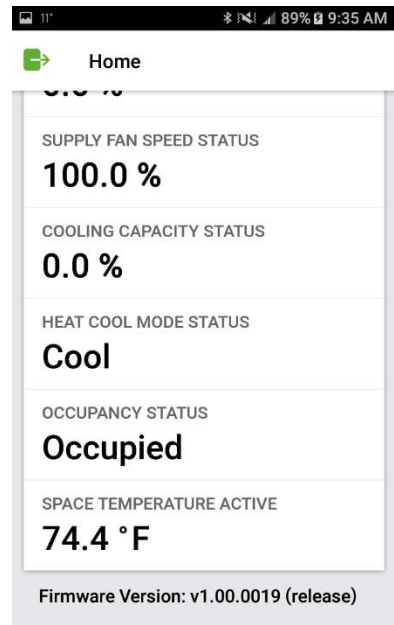 11°
89% 9:35 AM
Home
SUPPLY FAN SPEED STATUS
100.0 %
COOLING CAPACITY STATUS
0.0 %
HEAT COOL MODE STATUS
Cool
OCCUPANCY STATUS
Occupied
SPACE TEMPERATURE ACTIVE
74.4 °F
Firmware Version: v1.00.0019 (release)